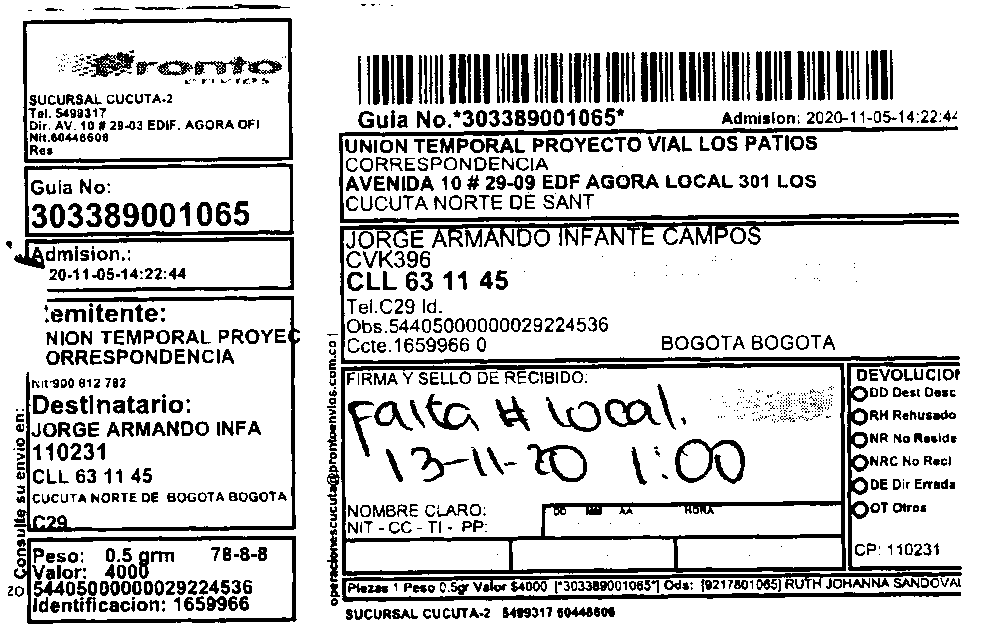 Pronto
envios
SUCURSAL CUCUTA-2
Tel. 5499317
Dir. AV. 10 # 29-03 EDIF. AGORA OFI
Nit.60446606
Res
Guia No:
303389001065
Admision.:
20-11-05-14:22:44
emitente:
NION TEMPORAL PROYEC
ORRESPONDENCIA
Nit:900 812 782
Destinatario:
JORGE ARMANDO INFA
110231
CLL 63 11 45
CUCUTA NORTE DE BOGOTA BOGOTA
C29
Peso: 0.5 grm 78-8-8
Valor: 4000
54405000000029224536
Identificacion: 1659966
Consulte su envio en:
20
Guia No.*303389001065*
Admision: 2020-11-05-14:22:44
UNION TEMPORAL PROYECTO VIAL LOS PATIOS
CORRESPONDENCIA
AVENIDA 10 # 29-09 EDF AGORA LOCAL 301 LOS
CUCUTA NORTE DE SANT
JORGE ARMANDO INFANTE CAMPOS
CVK396
CLL 63 11 45
Tel.C29 Id.
Obs.54405000000029224536
Ccte.1659966 0 BOGOTA BOGOTA
operacionescucuta@prontoenvios.com.co
FIRMA Y SELLO DE RECIBIDO:
Falta # Local.
13-11-20 1:00
NOMBRE CLARO:
NIT - CC - TI - PP:
DD MM AA HORA
DEVOLUCION
DD Dest Desc
RH Rehusado
NR No Reside
NRC No Recl
DE Dir Errada
OT Otros
CP: 110231
Piezas 1 Peso 0.5gr Valor $4000 [*303389001065*] Ods: [9217801065] RUTH JOHANNA SANDOVAL
SUCURSAL CUCUTA-2 5499317 60446606